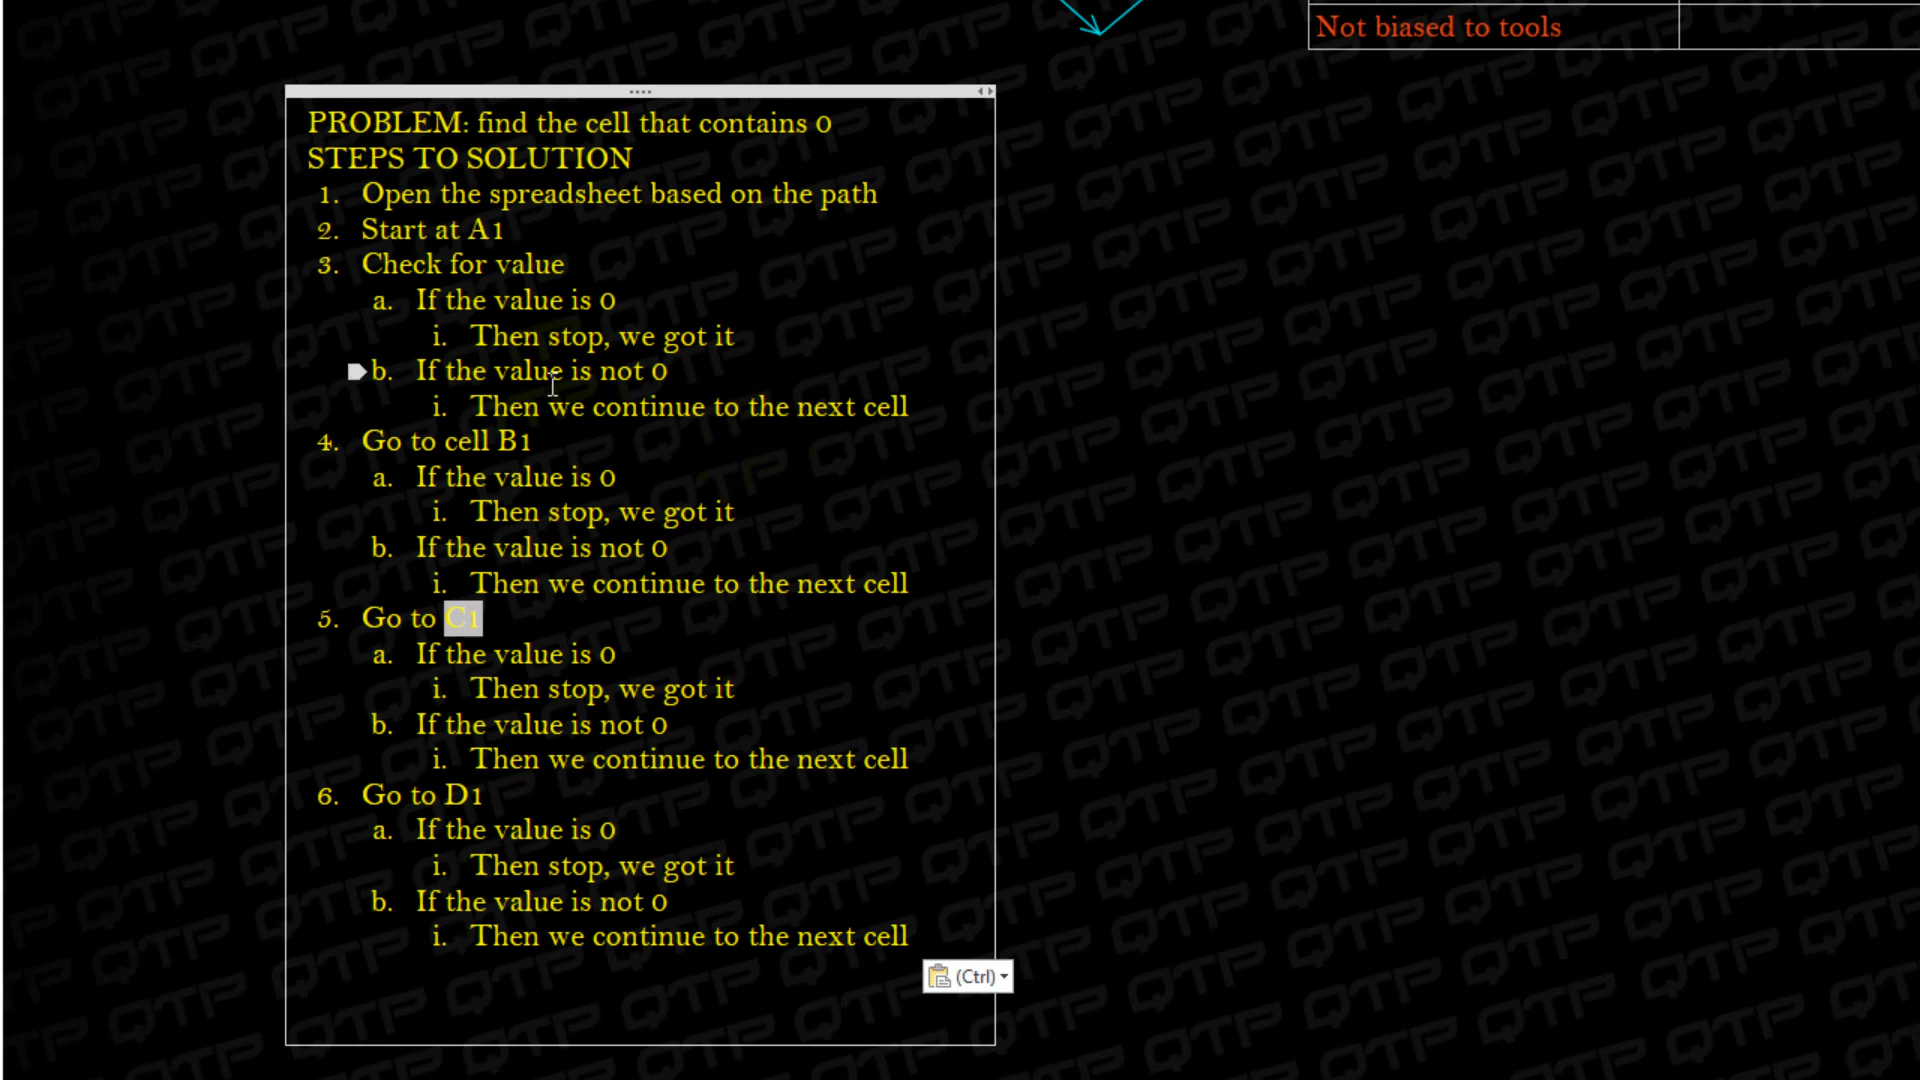 Not biased to tools
PROBLEM: find the cell that contains 0
STEPS TO SOLUTION
1. Open the spreadsheet based on the path
2. Start at A1
3. Check for value
a. If the value is 0
i. Then stop, we got it
b. If the value is not 0
i. Then we continue to the next cell
4. Go to cell B1
a. If the value is 0
i. Then stop, we got it
b. If the value is not 0
i. Then we continue to the next cell
5. Go to C1
a. If the value is 0
i. Then stop, we got it
b. If the value is not 0
i. Then we continue to the next cell
6. Go to D1
a. If the value is 0
i. Then stop, we got it
b. If the value is not 0
i. Then we continue to the next cell
(Ctrl)
QTP